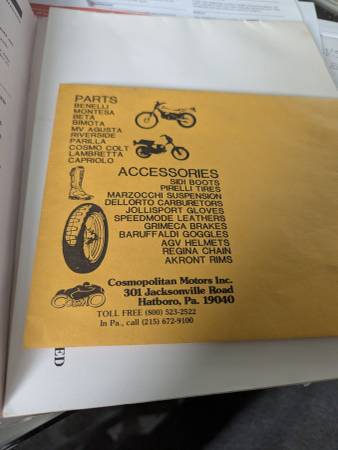 PARTS
BENELLI
MONTESA
BETA
BIMOTA
MV AGUSTA
RIVERSIDE
PARILLA
COSMO COLT
LAMBRETTA
CAPRIOLO
ACCESSORIES
SIDI BOOTS
PIRELLI TIRES
MARZOCCHI SUSPENSION
DELLORTO CARBURETORS
JOLLISPORT GLOVES
SPEEDMODE LEATHERS
GRIMECA BRAKES
BARUFFALDI GOGGLES
AGV HELMETS
REGINA CHAIN
AKRONT RIMS
Cosmopolitan Motors Inc.
301 Jacksonville Road
Hatboro, Pa. 19040
TOLL FREE (800) 523-2522
In Pa., call (215) 672-9100
ED